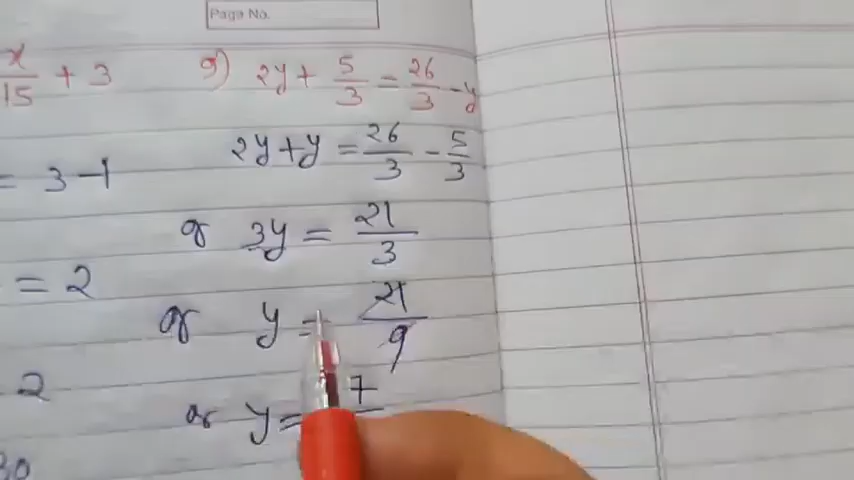 Page No.
x/15 + 3
9) 2y + 5/3 = 26/3 - y
= 3 - 1
2y + y = 26/3 - 5/3
or 3y = 21/3
= 2
or y = 21/9
2
or y = 7
30